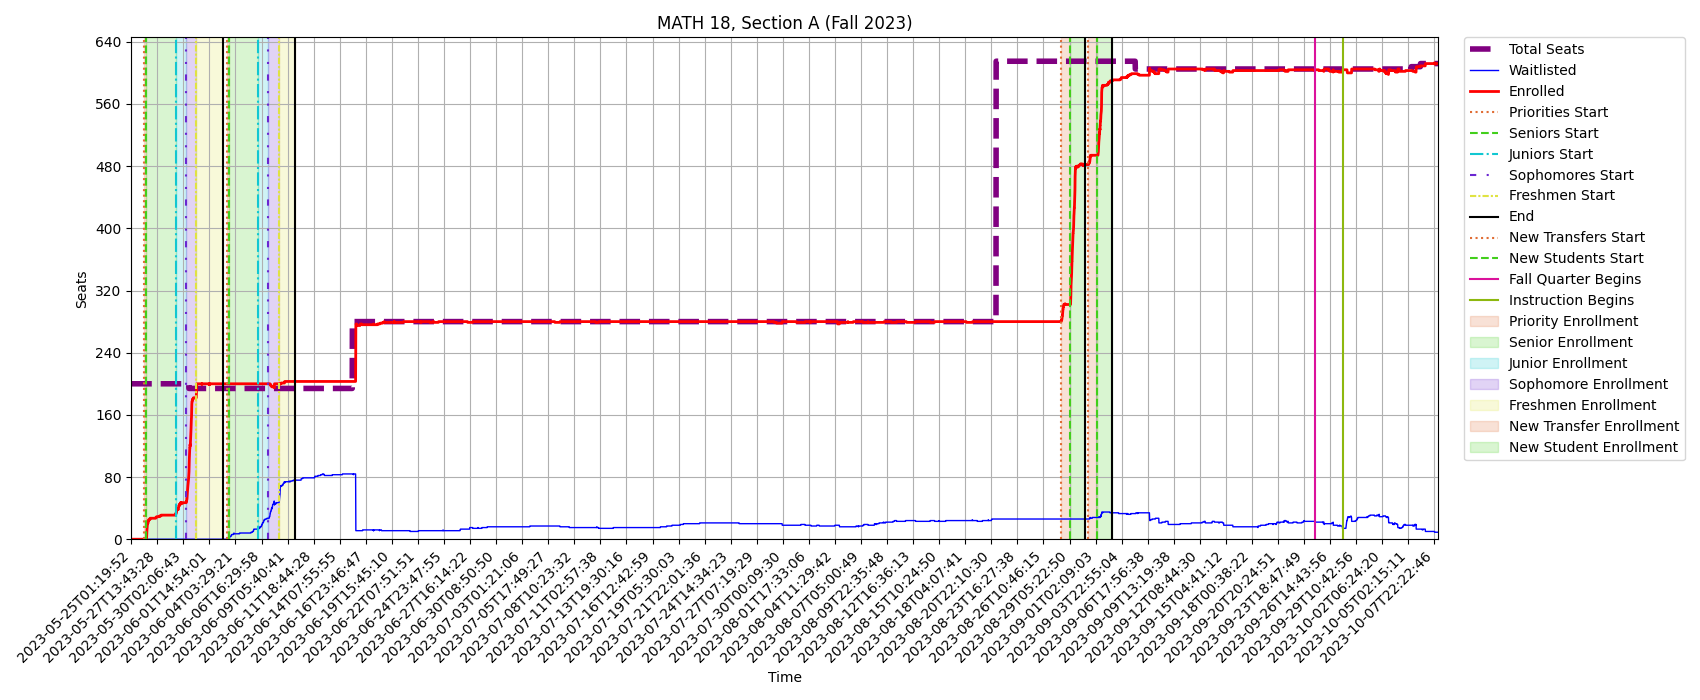 MATH 18, Section A (Fall 2023)
640
560
480
400
320
240
160
80
0
Seats
2023-05-25T01:19:52
2023-05-27T13:43:28
2023-05-30T02:06:43
2023-06-01T14:54:01
2023-06-04T03:29:21
2023-06-06T16:29:58
2023-06-09T05:40:41
2023-06-11T18:44:28
2023-06-14T07:55:55
2023-06-16T23:46:47
2023-06-19T15:45:10
2023-06-22T07:51:51
2023-06-24T23:47:55
2023-06-27T16:14:22
2023-06-30T08:50:50
2023-07-03T01:21:06
2023-07-05T17:49:27
2023-07-08T10:23:32
2023-07-11T02:57:38
2023-07-13T19:30:16
2023-07-16T12:42:59
2023-07-19T05:30:03
2023-07-21T22:01:36
2023-07-24T14:34:23
2023-07-27T07:19:29
2023-07-30T00:09:30
2023-08-01T17:33:06
2023-08-04T11:29:42
2023-08-07T05:00:49
2023-08-09T22:35:48
2023-08-12T16:36:13
2023-08-15T10:24:50
2023-08-18T04:07:41
2023-08-20T22:10:30
2023-08-23T16:27:38
2023-08-26T10:46:15
2023-08-29T05:22:50
2023-09-01T02:09:03
2023-09-03T22:55:04
2023-09-06T17:56:38
2023-09-09T13:19:38
2023-09-12T08:44:30
2023-09-15T04:41:12
2023-09-18T00:38:22
2023-09-20T20:24:51
2023-09-23T18:47:49
2023-09-26T14:43:56
2023-09-29T10:42:56
2023-10-02T06:24:20
2023-10-05T02:15:11
2023-10-07T22:22:46
Time
Total Seats
Waitlisted
Enrolled
Priorities Start
Seniors Start
Juniors Start
Sophomores Start
Freshmen Start
End
New Transfers Start
New Students Start
Fall Quarter Begins
Instruction Begins
Priority Enrollment
Senior Enrollment
Junior Enrollment
Sophomore Enrollment
Freshmen Enrollment
New Transfer Enrollment
New Student Enrollment